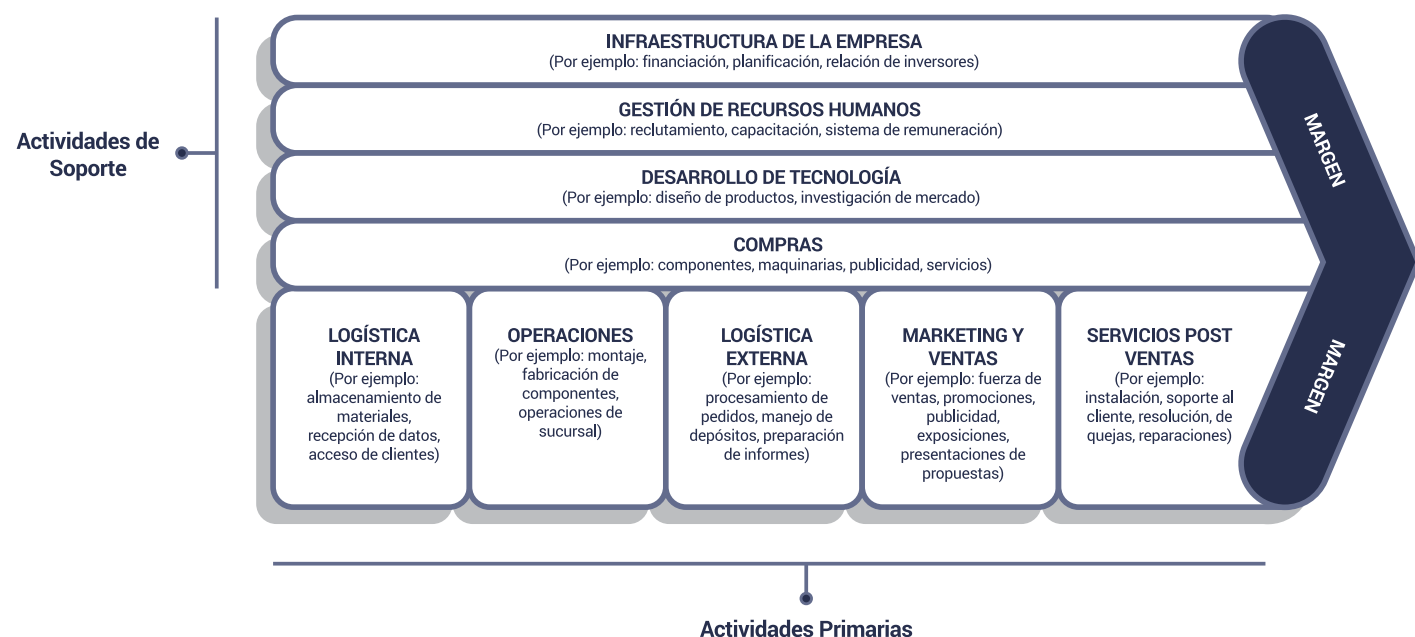 INFRAESTRUCTURA DE LA EMPRESA
(Por ejemplo: financiación, planificación, relación de inversores)
GESTIÓN DE RECURSOS HUMANOS
(Por ejemplo: reclutamiento, capacitación, sistema de remuneración)
Actividades de
Soporte
DESARROLLO DE TECNOLOGÍA
(Por ejemplo: diseño de productos, investigación de mercado)
COMPRAS
(Por ejemplo: componentes, maquinarias, publicidad, servicios)
MARGEN
MARGEN
LOGÍSTICA
INTERNA
(Por ejemplo:
almacenamiento de
materiales,
recepción de datos,
acceso de clientes)
OPERACIONES
(Por ejemplo: montaje,
fabricación de
componentes,
operaciones de
sucursal)
LOGÍSTICA
EXTERNA
(Por ejemplo:
procesamiento de
pedidos, manejo de
depósitos, preparación
de informes)
MARKETING Y
VENTAS
(Por ejemplo: fuerza de
ventas, promociones,
publicidad,
exposiciones,
presentaciones de
propuestas)
SERVICIOS POST
VENTAS
(Por ejemplo:
instalación, soporte al
cliente, resolución, de
quejas, reparaciones)
Actividades Primarias